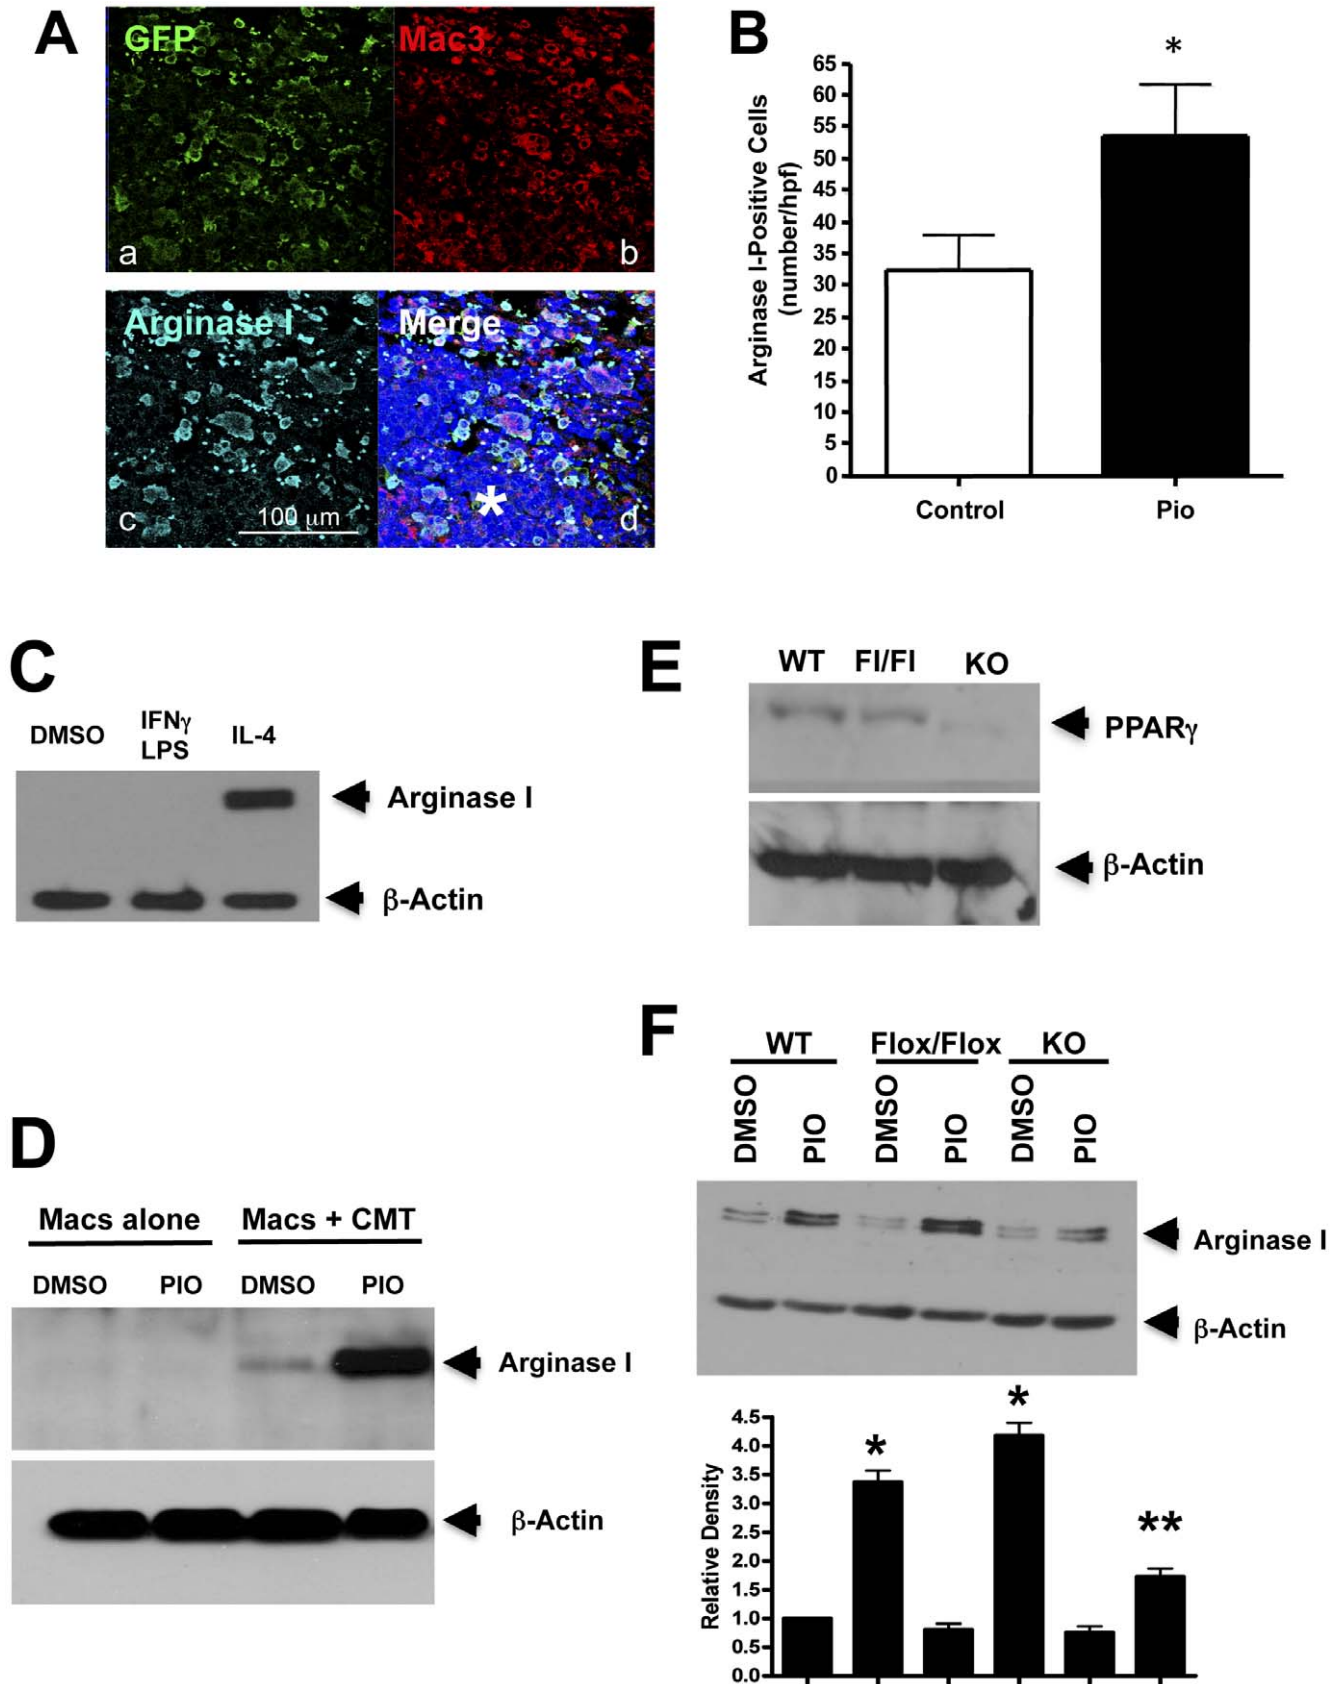 A
GFP
Mac3
a
b
Arginase I
Merge
c
100 μm
*
d
B
*
Arginase I-Positive Cells
(number/hpf)
65
60
55
50
45
40
35
30
25
20
15
10
5
0
Control
Pio
C
DMSO
IFNγ
LPS
IL-4
Arginase I
β-Actin
D
Macs alone
Macs + CMT
DMSO
PIO
DMSO
PIO
Arginase I
β-Actin
E
WT
Fl/Fl
KO
PPARγ
β-Actin
F
WT
Flox/Flox
KO
DMSO
PIO
DMSO
PIO
DMSO
PIO
Arginase I
β-Actin
Relative Density
4.5
4.0
3.5
3.0
2.5
2.0
1.5
1.0
0.5
0.0
*
*
**